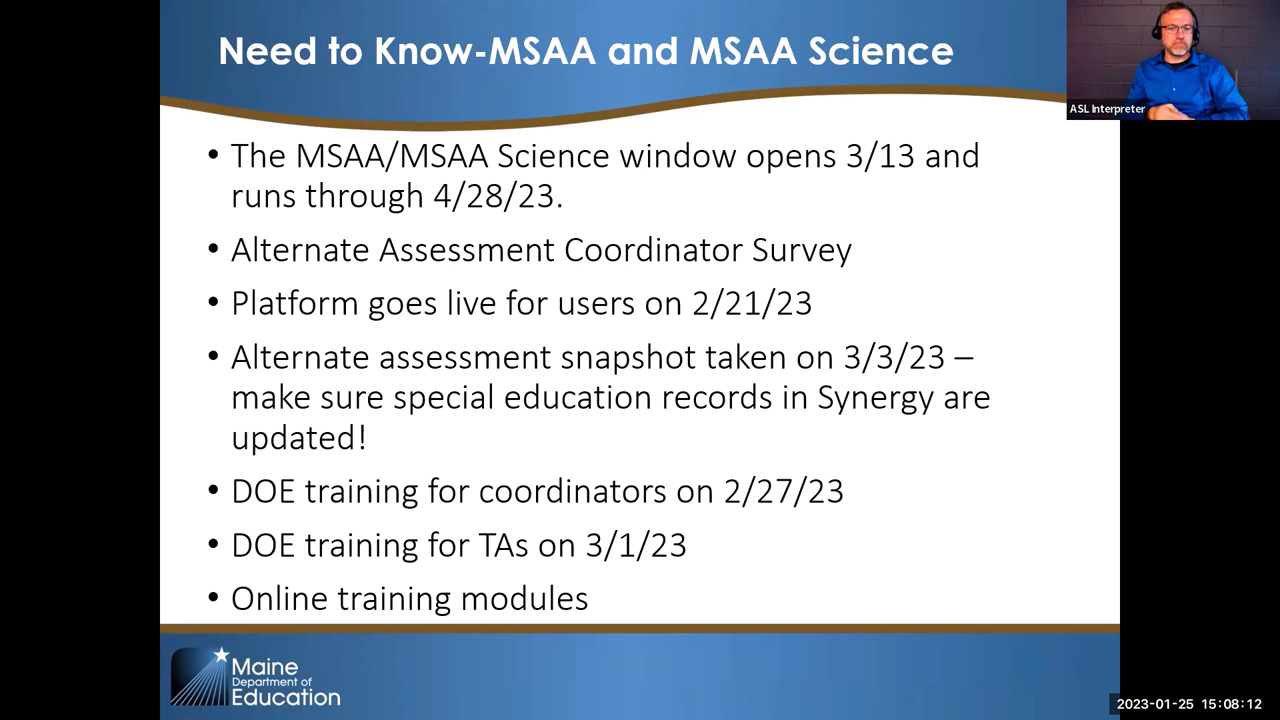 Need to Know-MSAA and MSAA Science
ASL Interpreter
• The MSAA/MSAA Science window opens 3/13 and
runs through 4/28/23.
• Alternate Assessment Coordinator Survey
• Platform goes live for users on 2/21/23
• Alternate assessment snapshot taken on 3/3/23 –
make sure special education records in Synergy are
updated!
• DOE training for coordinators on 2/27/23
• DOE training for TAs on 3/1/23
• Online training modules
Maine
Department of
Education
2023-01-25 15:08:12